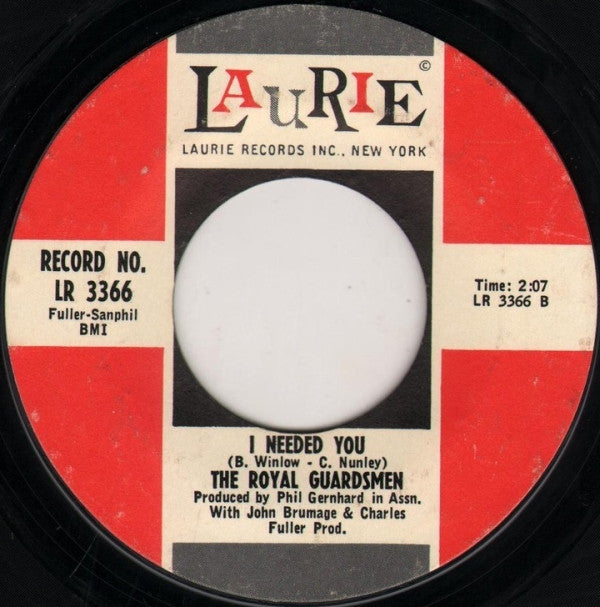 LAURIE ©
LAURIE RECORDS INC., NEW YORK
RECORD NO.
LR 3366
Fuller-Sanphil
BMI
Time: 2:07
LR 3366 B
I NEEDED YOU
(B. Winlow - C. Nunley)
THE ROYAL GUARDSMEN
Produced by Phil Gernhard in Assn.
With John Brumage & Charles
Fuller Prod.